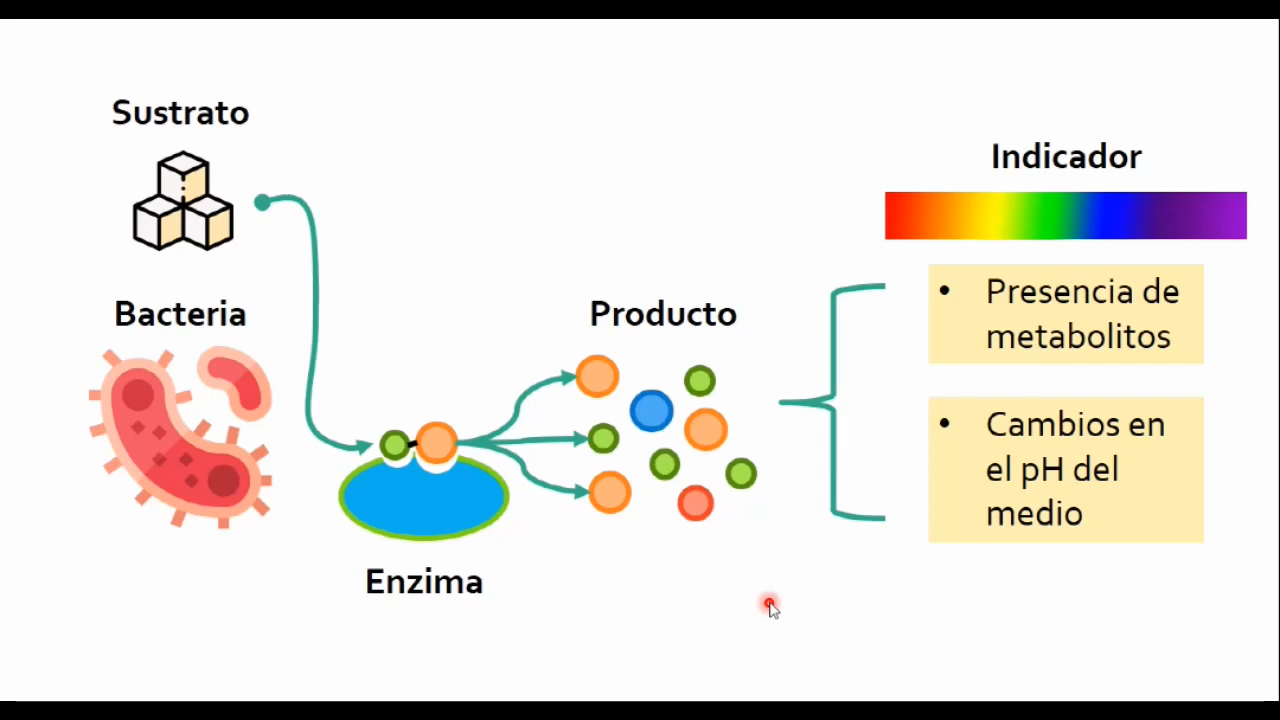 Sustrato
Bacteria
Enzima
Producto
Indicador
• Presencia de
metabolitos
• Cambios en
el pH del
medio